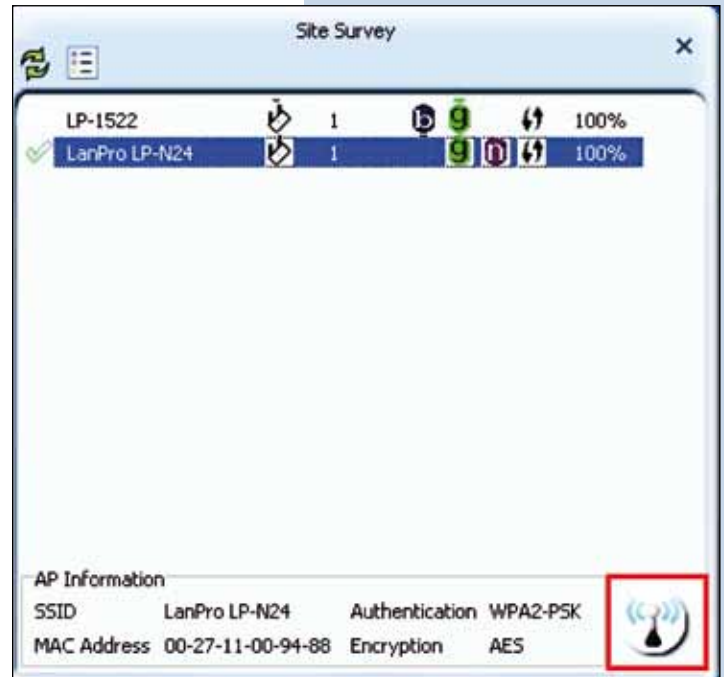 Site Survey
LP-1522 1 b g 100%
LanPro LP-N24 1 g n 100%
AP Information
SSID LanPro LP-N24 Authentication WPA2-PSK
MAC Address 00-27-11-00-94-88 Encryption AES